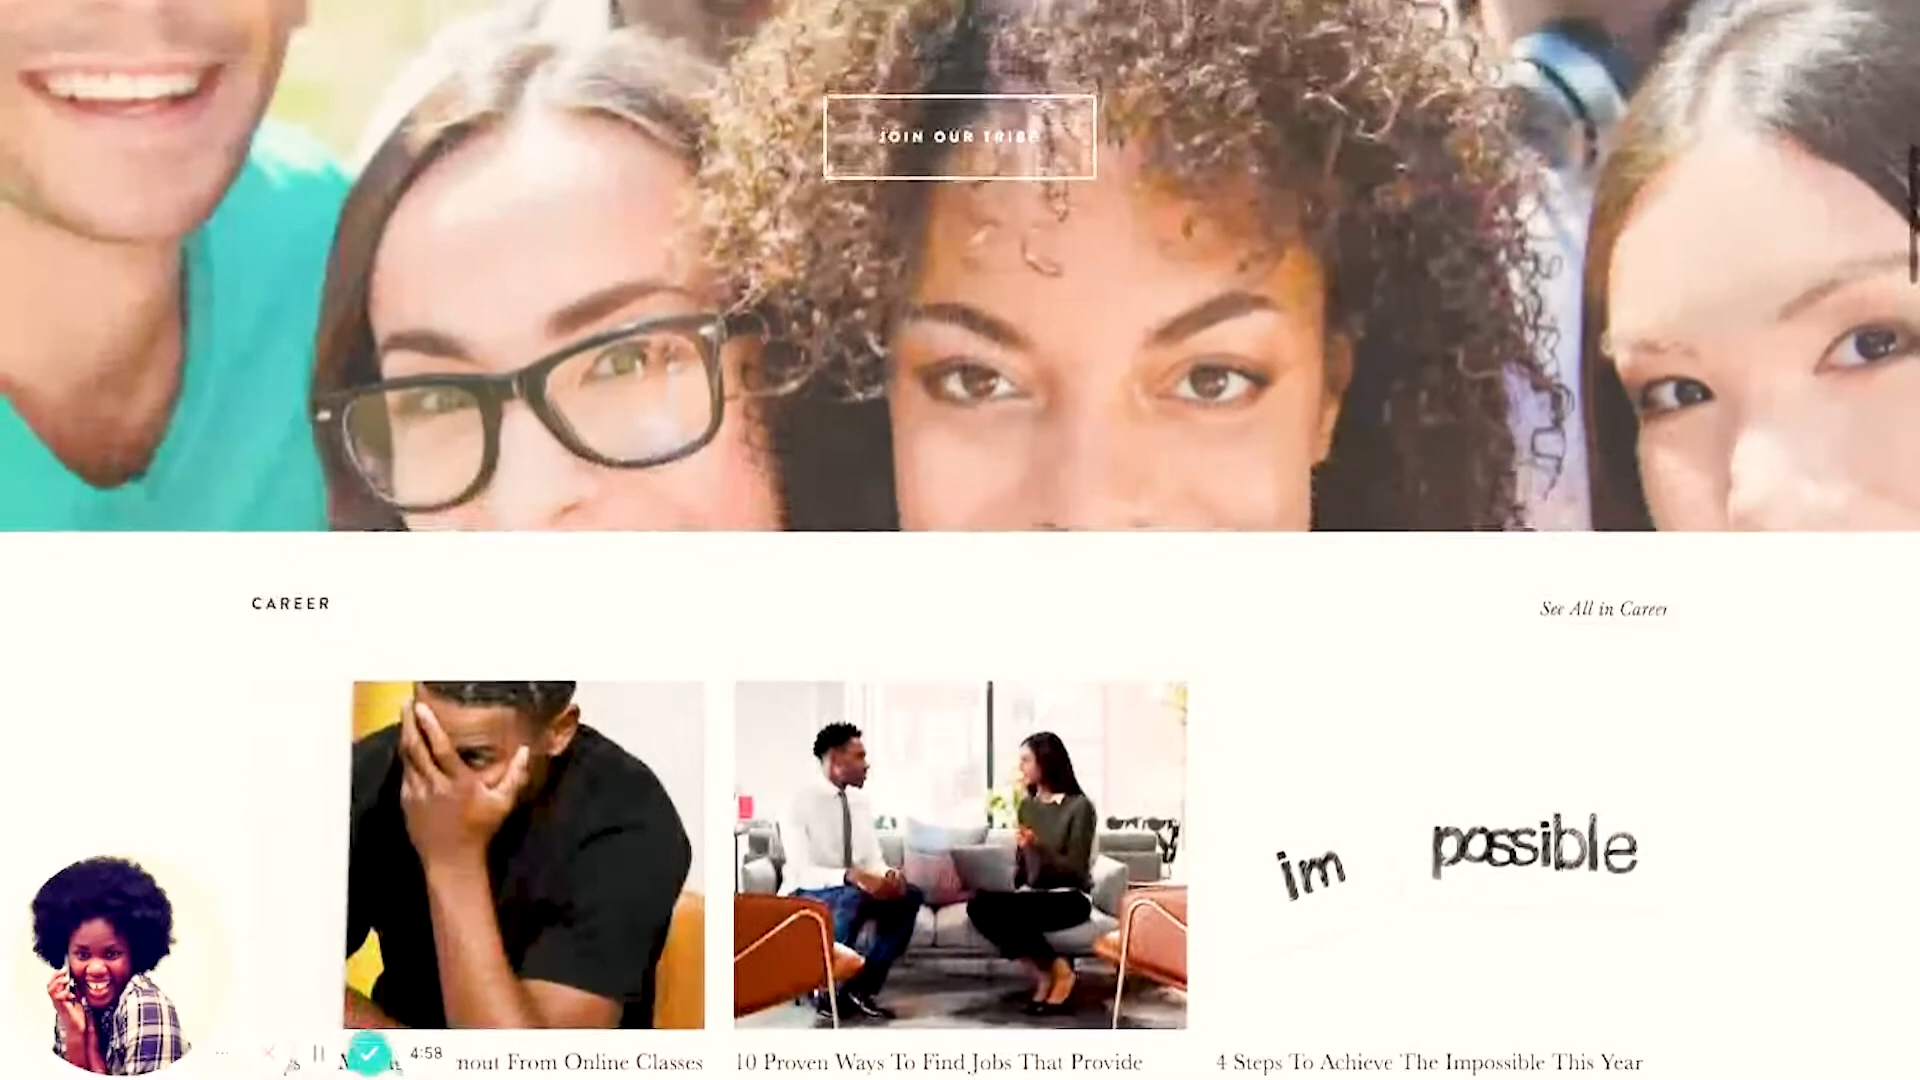 JOIN OUR TRIBE
CAREER
See All in Career
im possible
nout From Online Classes
10 Proven Ways To Find Jobs That Provide
4 Steps To Achieve The Impossible This Year
4:58